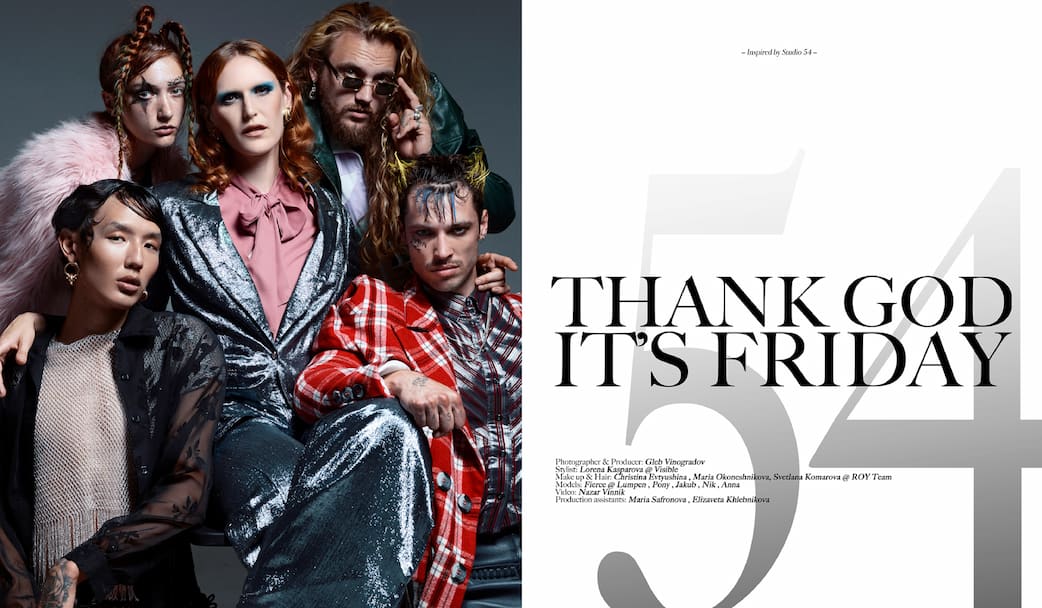 – Inspired by Studio 54 –
54
THANK GOD
IT'S FRIDAY
Photographer & Producer: Gleb Vinogradov
Stylist: Lorena Kasparova @ Visible
Make up & Hair: Christina Evtyushina , Maria Okoneshnikova, Svetlana Komarova @ ROY Team
Models: Fierce @ Lumpen , Pony , Jakub , Nik , Anna
Video: Nazar Vinnik
Production assistants: Maria Safronova , Elizaveta Khlebnikova